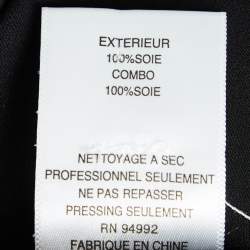 EXTERIEUR
100%SOIE
COMBO
100%SOIE
NETTOYAGE A SEC
PROFESSIONNEL SEULEMENT
NE PAS REPASSER
PRESSING SEULEMENT
RN 94992
FABRIQUE EN CHINE